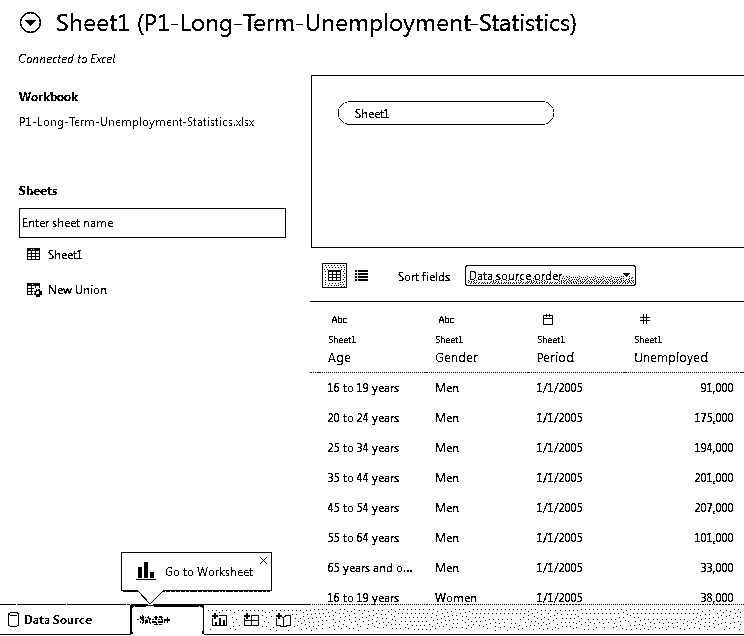 Sheet1 (P1-Long-Term-Unemployment-Statistics)
Connected to Excel
Workbook
P1-Long-Term-Unemployment-Statistics.xlsx
Sheets
Enter sheet name
Sheet1
New Union
Sheet1
Sort fields Data source order
Abc Abc #
Sheet1 Sheet1 Sheet1 Sheet1
Age Gender Period Unemployed
16 to 19 years Men 1/1/2005 91,000
20 to 24 years Men 1/1/2005 175,000
25 to 34 years Men 1/1/2005 194,000
35 to 44 years Men 1/1/2005 201,000
45 to 54 years Men 1/1/2005 207,000
55 to 64 years Men 1/1/2005 101,000
65 years and o... Men 1/1/2005 33,000
16 to 19 years Women 1/1/2005 38,000
Go to Worksheet
Data Source